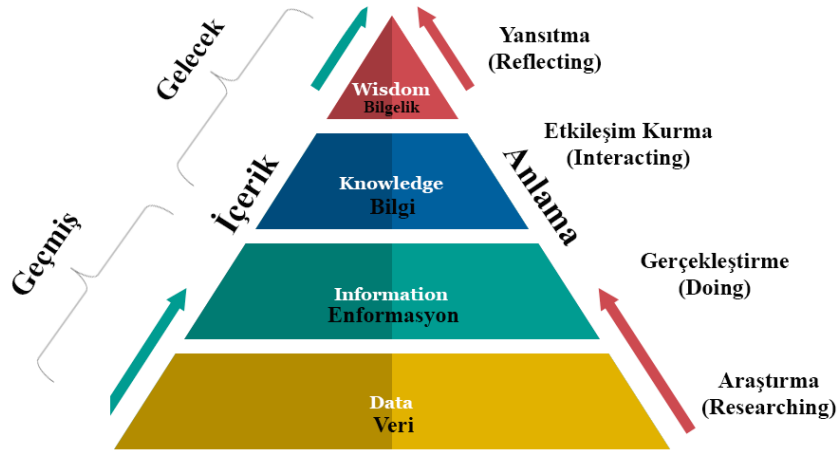 Gelecek
Yansıtma
(Reflecting)
Wisdom
Bilgelik
Etkileşim Kurma
(Interacting)
İçerik
Anlama
Knowledge
Bilgi
Geçmiş
Gerçekleştirme
(Doing)
Information
Enformasyon
Araştırma
(Researching)
Data
Veri